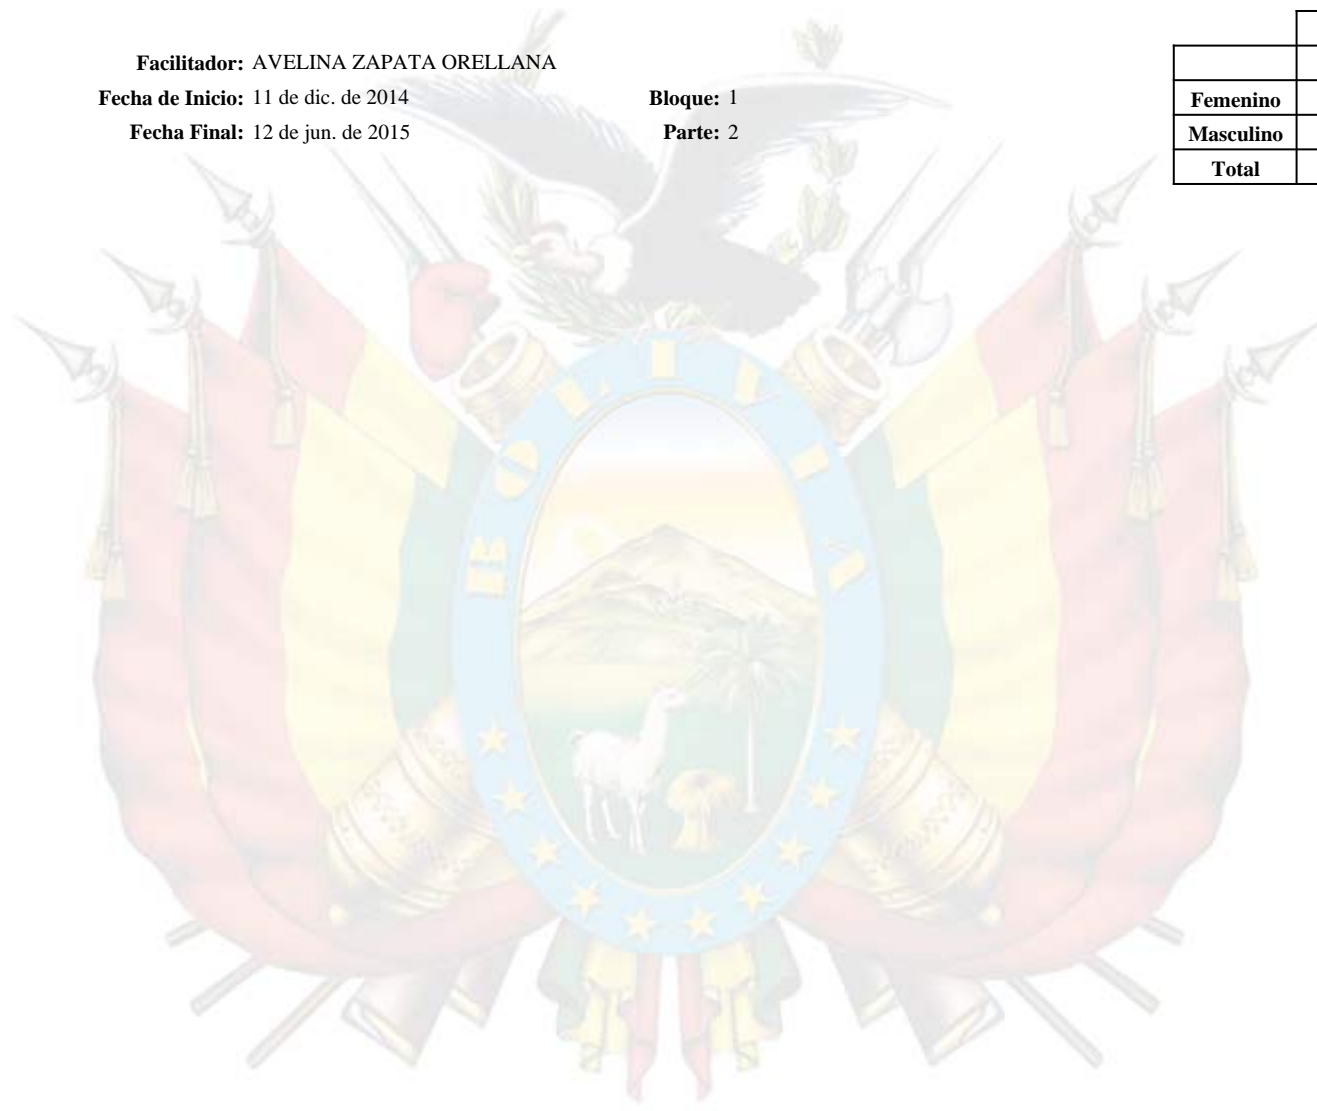 Facilitador: AVELINA ZAPATA ORELLANA
Fecha de Inicio: 11 de dic. de 2014 Bloque: 1
Fecha Final: 12 de jun. de 2015 Parte: 2
Femenino
Masculino
Total
BOLIVIA